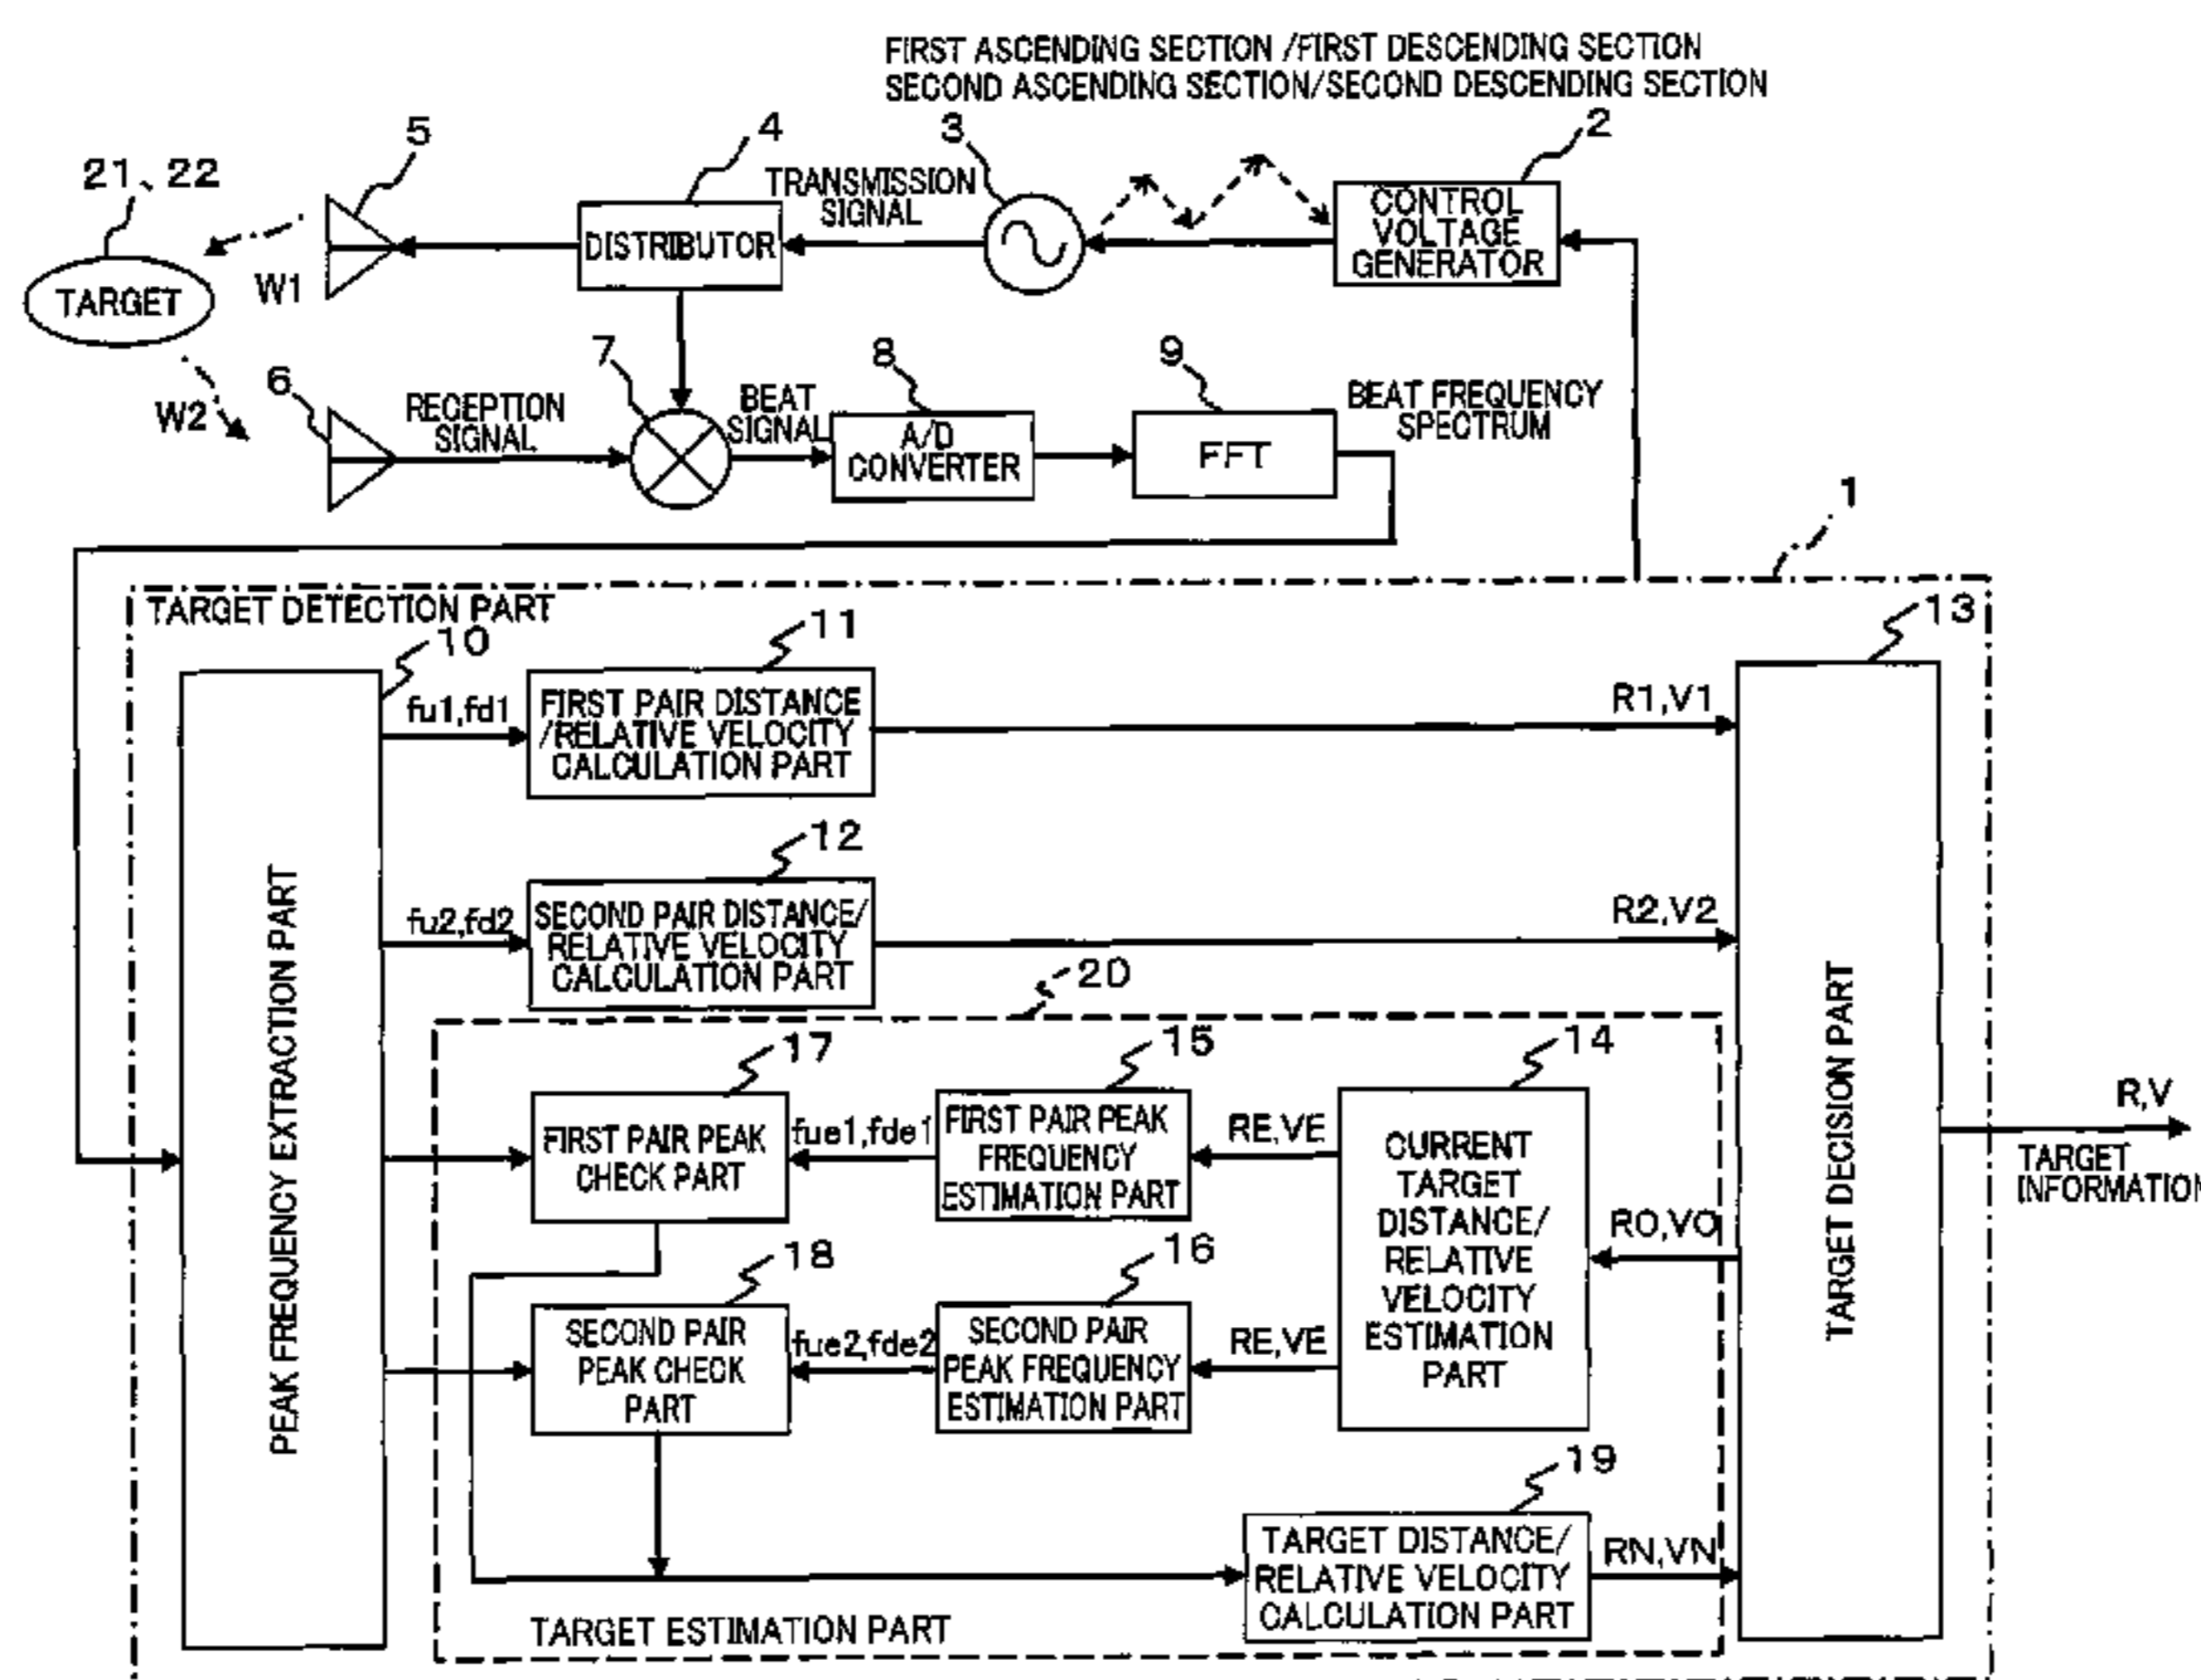 FIRST ASCENDING SECTION /FIRST DESCENDING SECTION
SECOND ASCENDING SECTION/SECOND DESCENDING SECTION
21、22
5
4
3
2
TRANSMISSION
SIGNAL
CONTROL
VOLTAGE
GENERATOR
DISTRIBUTOR
TARGET
W1
W2
6
RECEPTION
SIGNAL
7
BEAT
SIGNAL
8
A/D
CONVERTER
9
FFT
BEAT FREQUENCY
SPECTRUM
1
TARGET DETECTION PART
10
11
13
fu1,fd1
FIRST PAIR DISTANCE
/RELATIVE VELOCITY
CALCULATION PART
R1,V1
12
fu2,fd2
SECOND PAIR DISTANCE/
RELATIVE VELOCITY
CALCULATION PART
R2,V2
20
PEAK FREQUENCY EXTRACTION PART
17
15
14
FIRST PAIR PEAK
CHECK PART
fue1,fde1
FIRST PAIR PEAK
FREQUENCY
ESTIMATION PART
RE,VE
CURRENT
TARGET
DISTANCE/
RELATIVE
VELOCITY
ESTIMATION
PART
RO,VO
TARGET DECISION PART
R,V
TARGET
INFORMATION
18
16
SECOND PAIR
PEAK CHECK
PART
fue2,fde2
SECOND PAIR
PEAK FREQUENCY
ESTIMATION PART
RE,VE
19
TARGET DISTANCE/
RELATIVE VELOCITY
CALCULATION PART
RN,VN
TARGET ESTIMATION PART